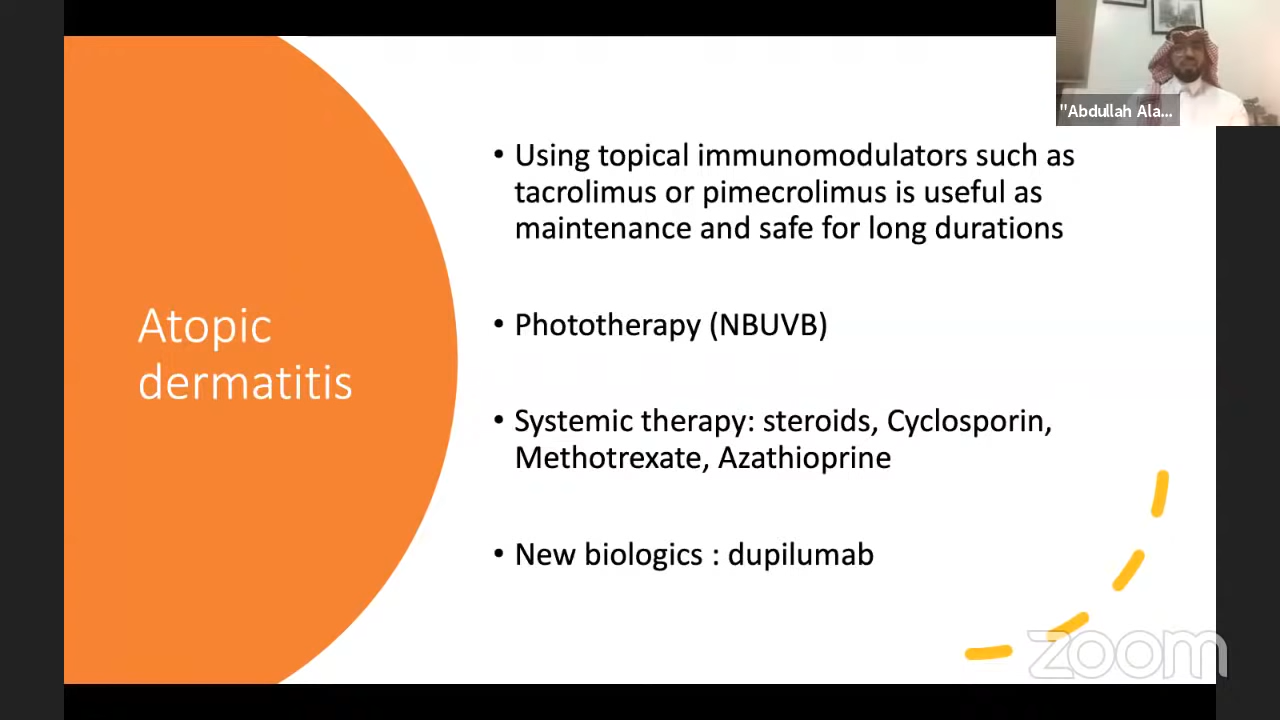 "Abdullah Ala...
Atopic
dermatitis
• Using topical immunomodulators such as
tacrolimus or pimecrolimus is useful as
maintenance and safe for long durations
• Phototherapy (NBUVB)
• Systemic therapy: steroids, Cyclosporin,
Methotrexate, Azathioprine
• New biologics : dupilumab
zoom